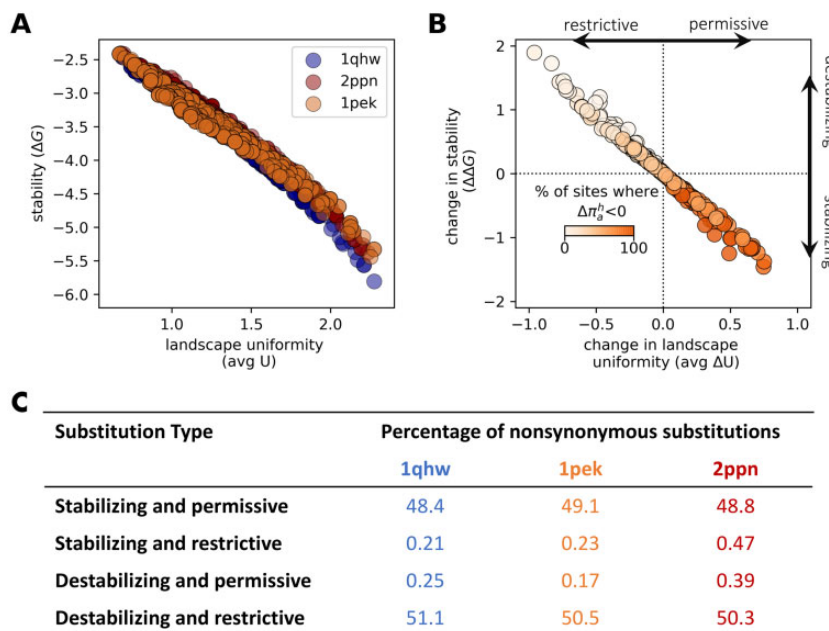 A
1qhw
2ppn
1pek
−2.5
−3.0
−3.5
−4.0
−4.5
−5.0
−5.5
−6.0
stability (ΔG)
1.0
1.5
2.0
landscape uniformity
(avg U)
B
restrictive
permissive
2
1
0
−1
−2
change in stability
(ΔΔG)
% of sites where
Δπₐʰ<0
0
100
destabilizing
stabilizing
−1.0
−0.5
0.0
0.5
1.0
change in landscape
uniformity (avg ΔU)
C
Substitution Type Percentage of nonsynonymous substitutions
1qhw 1pek 2ppn
Stabilizing and permissive 48.4 49.1 48.8
Stabilizing and restrictive 0.21 0.23 0.47
Destabilizing and permissive 0.25 0.17 0.39
Destabilizing and restrictive 51.1 50.5 50.3